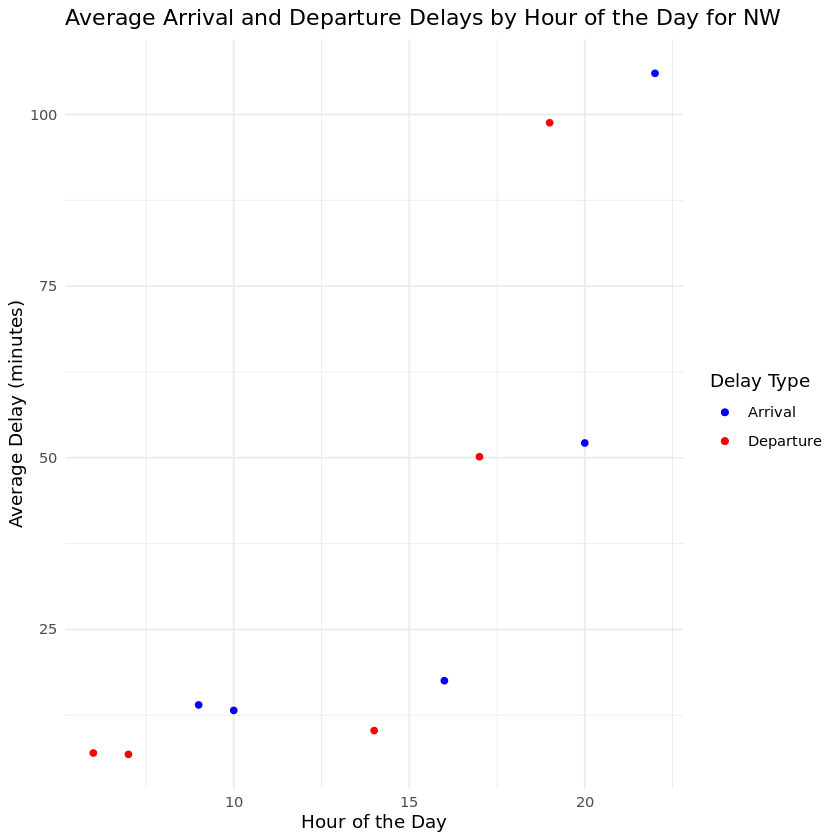 Average Arrival and Departure Delays by Hour of the Day for NW
Average Delay (minutes)
100
75
50
25
10
15
20
Hour of the Day
Delay Type
Arrival
Departure